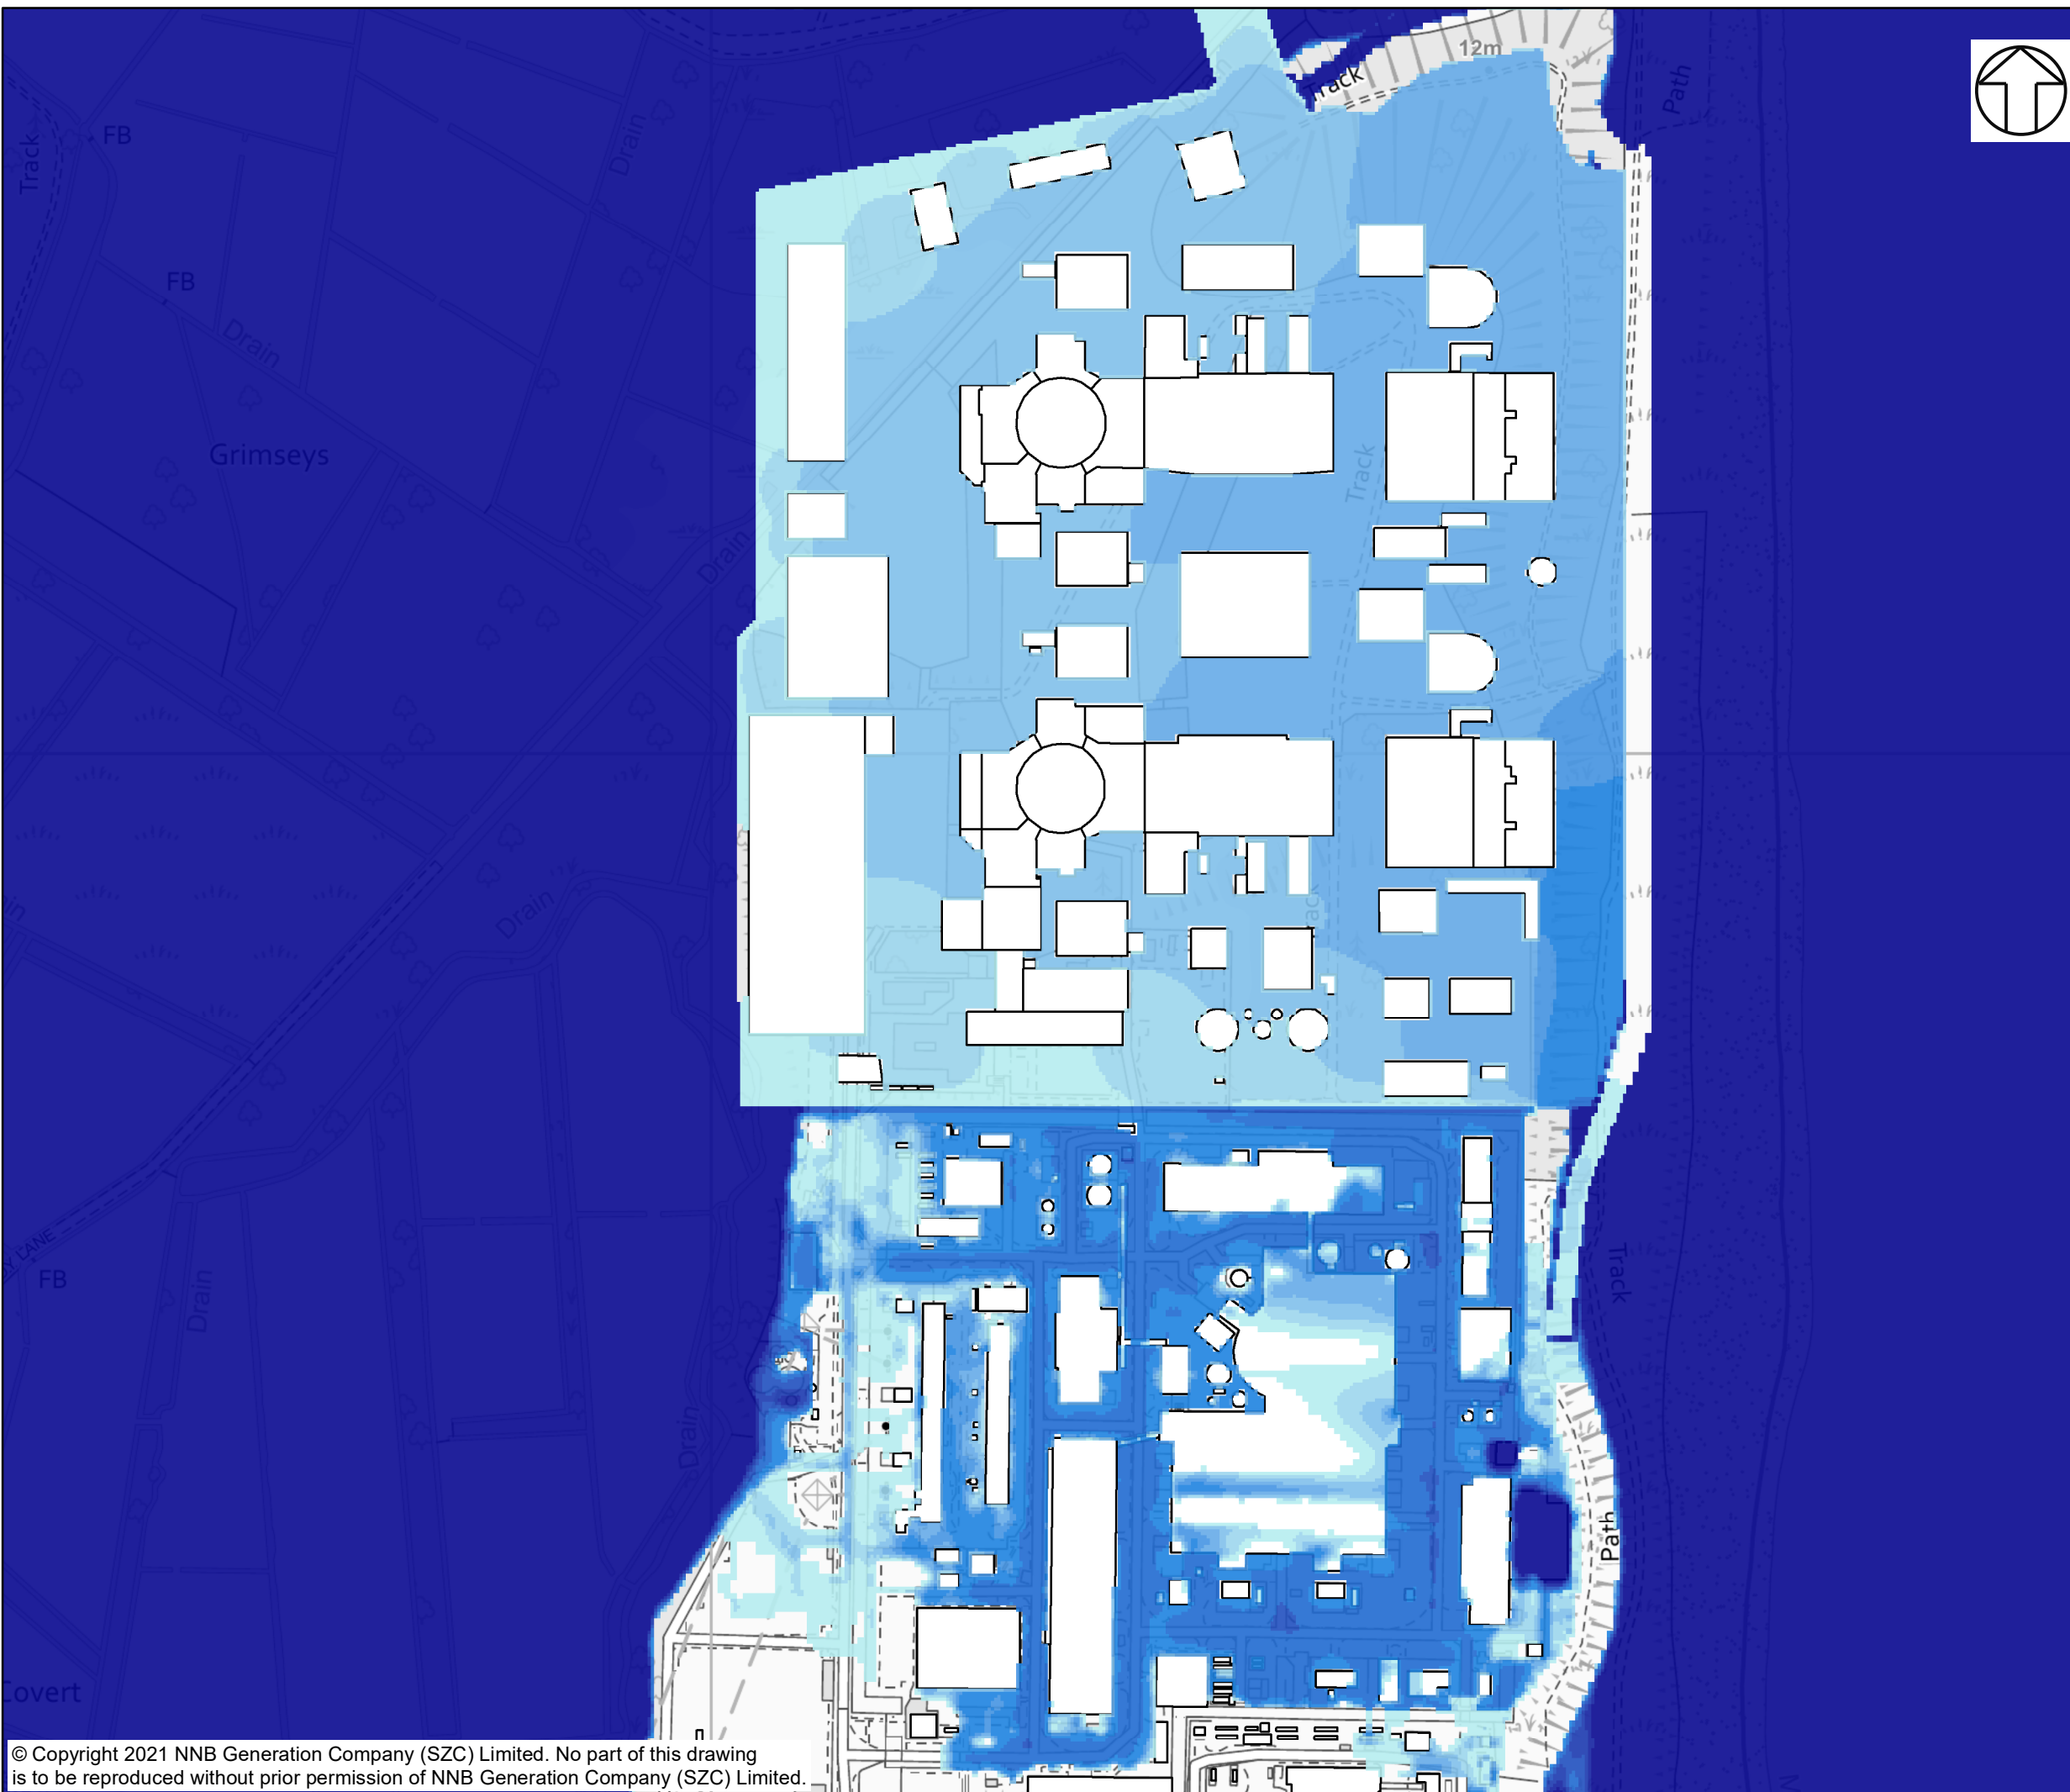 12m
Track
Path
FB
Drain
Track
FB
Drain
Grimseys
Track
Drain
Drain
Track
Drain
LANE
FB
Drain
Track
Drain
Path
Covert
© Copyright 2021 NNB Generation Company (SZC) Limited. No part of this drawing
is to be reproduced without prior permission of NNB Generation Company (SZC) Limited.